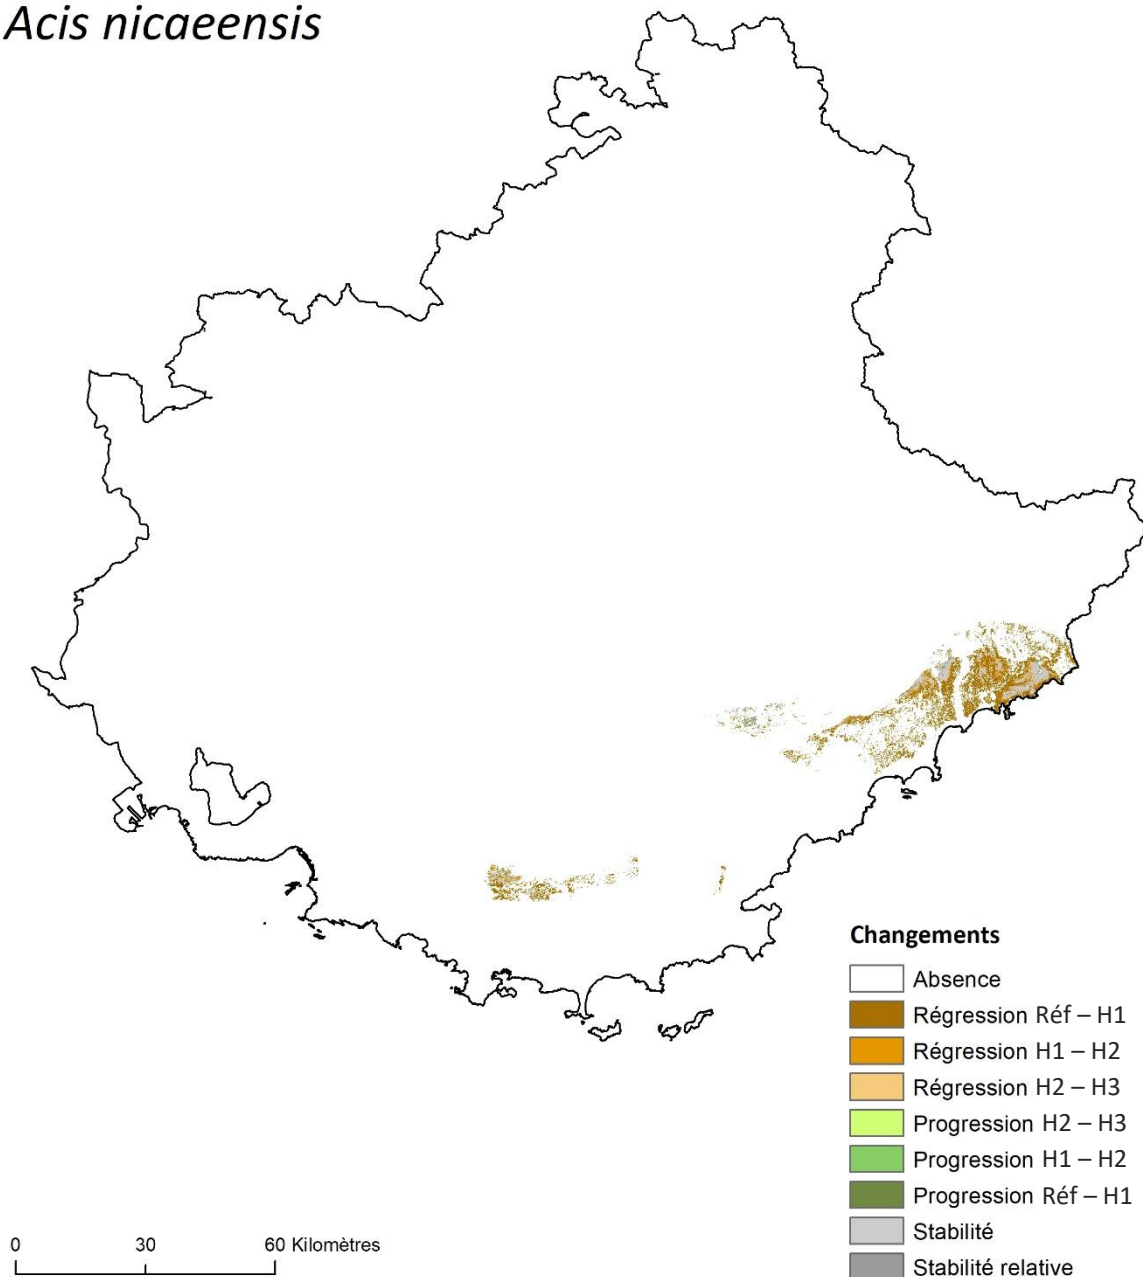 Acis nicaeensis
Changements
Absence
Régression Réf – H1
Régression H1 – H2
Régression H2 – H3
Progression H2 – H3
Progression H1 – H2
Progression Réf – H1
Stabilité
Stabilité relative
0 30 60 Kilomètres